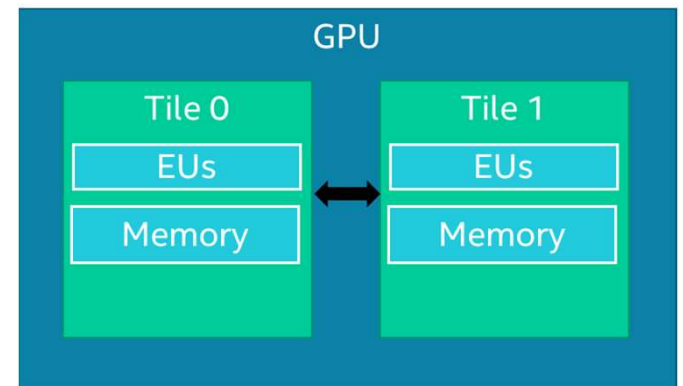 GPU
Tile 0
EUs
Memory
Tile 1
EUs
Memory